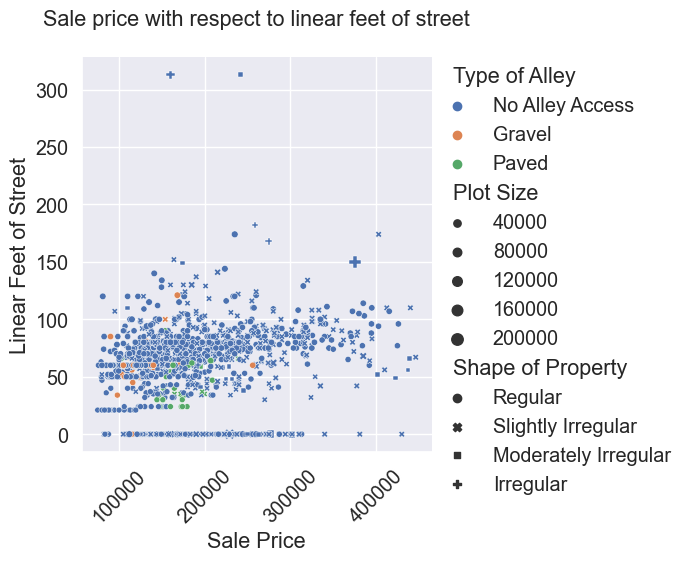 Sale price with respect to linear feet of street
Type of Alley
No Alley Access
Gravel
Paved
Plot Size
40000
80000
120000
160000
200000
Shape of Property
Regular
Slightly Irregular
Moderately Irregular
Irregular
Linear Feet of Street
300
250
200
150
100
50
0
100000
200000
300000
400000
Sale Price